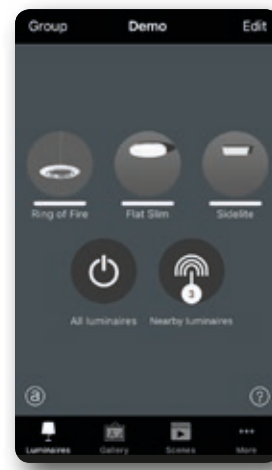 Group Demo Edit
Ring of Fire Flat Slim Sidelite
3
All luminaires Nearby luminaires
a ?
Luminaires Gallery Scenes More